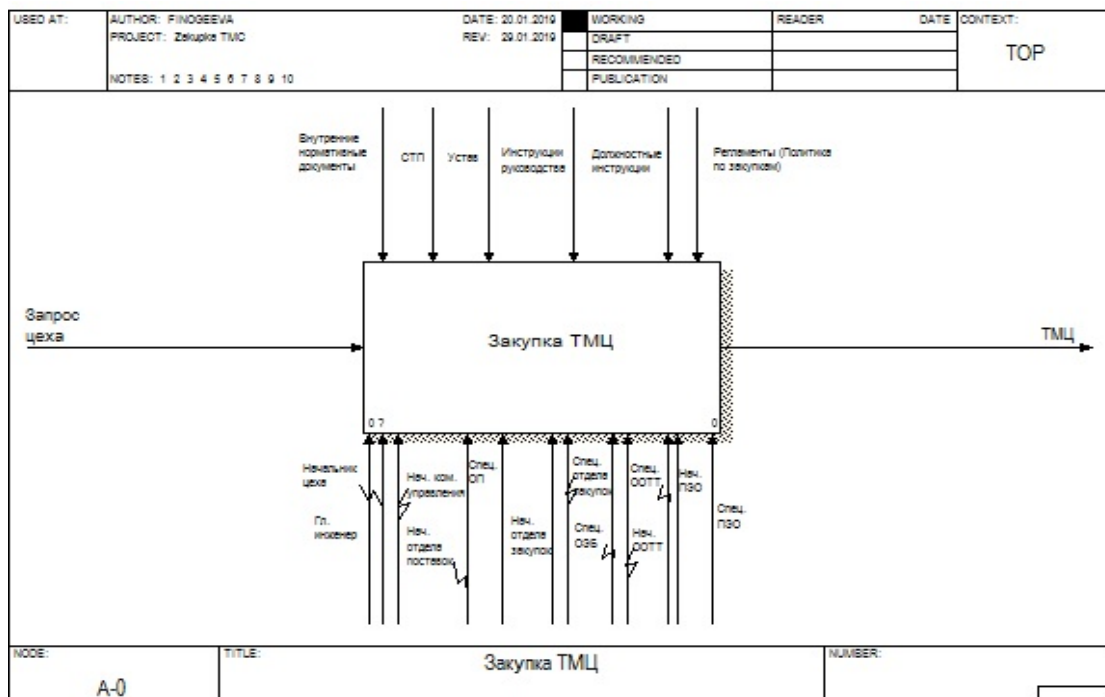 USED AT:
AUTHOR: FINOGEEVA
DATE: 20.01.2019
WORKING
READER
DATE
CONTEXT:
PROJECT: Zakupka TMC
REV: 29.01.2019
DRAFT
TOP
RECOMMENDED
NOTES: 1 2 3 4 5 6 7 8 9 10
PUBLICATION
Внутренние
нормативные
документы
СТП
Устав
Инструкции
руководства
Должностные
инструкции
Регламенты (Политика
по закупкам)
Запрос
цеха
Закупка ТМЦ
ТМЦ
0 7
0
Начальник
цеха
Гл.
инженер
Нач. ком.
управления
Нач.
отдела
поставок
Спец.
ОП
Нач.
отдела
закупок
Спец.
отдела
закупок
Спец.
ОЭБ
Спец.
ООТТ
Нач.
ООТТ
Нач.
ПЭО
Спец.
ПЭО
NODE:
A-0
TITLE:
Закупка ТМЦ
NUMBER: